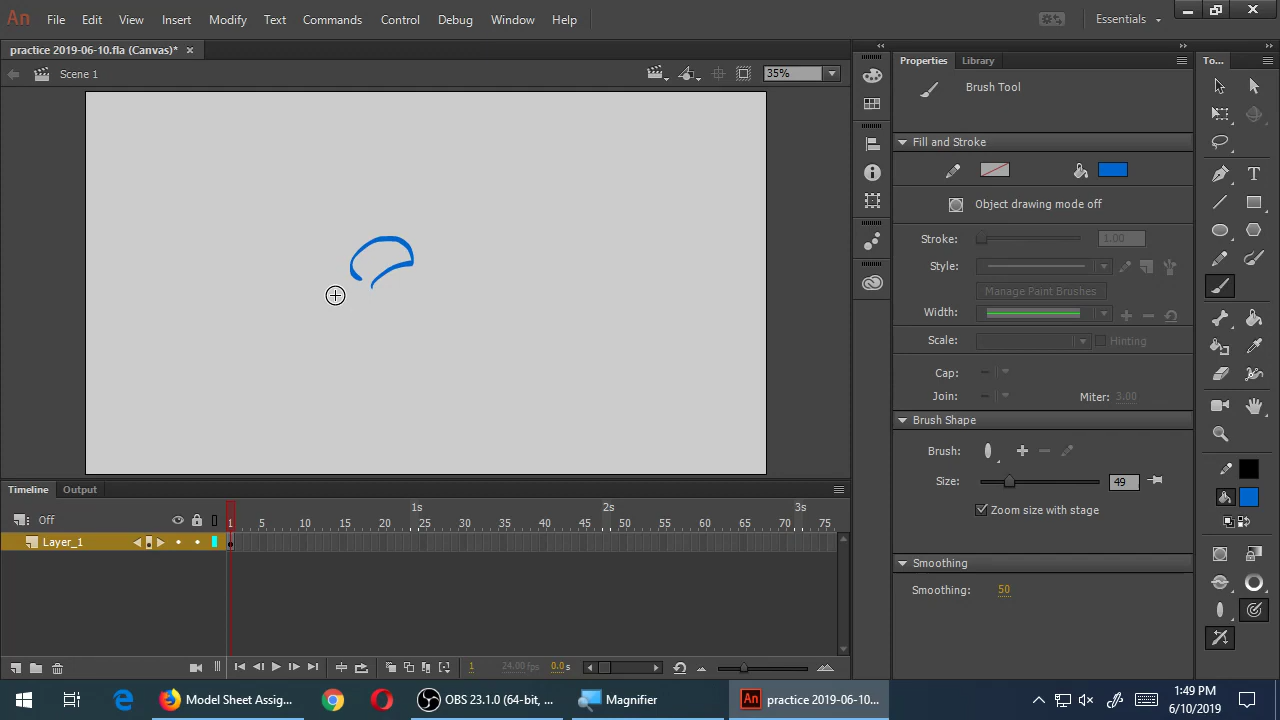 An File Edit View Insert Modify Text Commands Control Debug Window Help Essentials
practice 2019-06-10.fla (Canvas)*
Scene 1
35%
Properties Library
To...
Brush Tool
Fill and Stroke
Object drawing mode off
Stroke: 1.00
Style:
Manage Paint Brushes
Width:
Scale: Hinting
Cap:
Join: Miter: 3.00
Brush Shape
Brush:
Size: 49
Zoom size with stage
Smoothing
Smoothing: 50
Timeline Output
Off
1s 2s 3s
1 5 10 15 20 25 30 35 40 45 50 55 60 65 70 75
Layer_1
1 24.00 fps 0.0 s
Model Sheet Assig...
OBS 23.1.0 (64-bit, ...
Magnifier
An practice 2019-06-10...
1:49 PM
6/10/2019